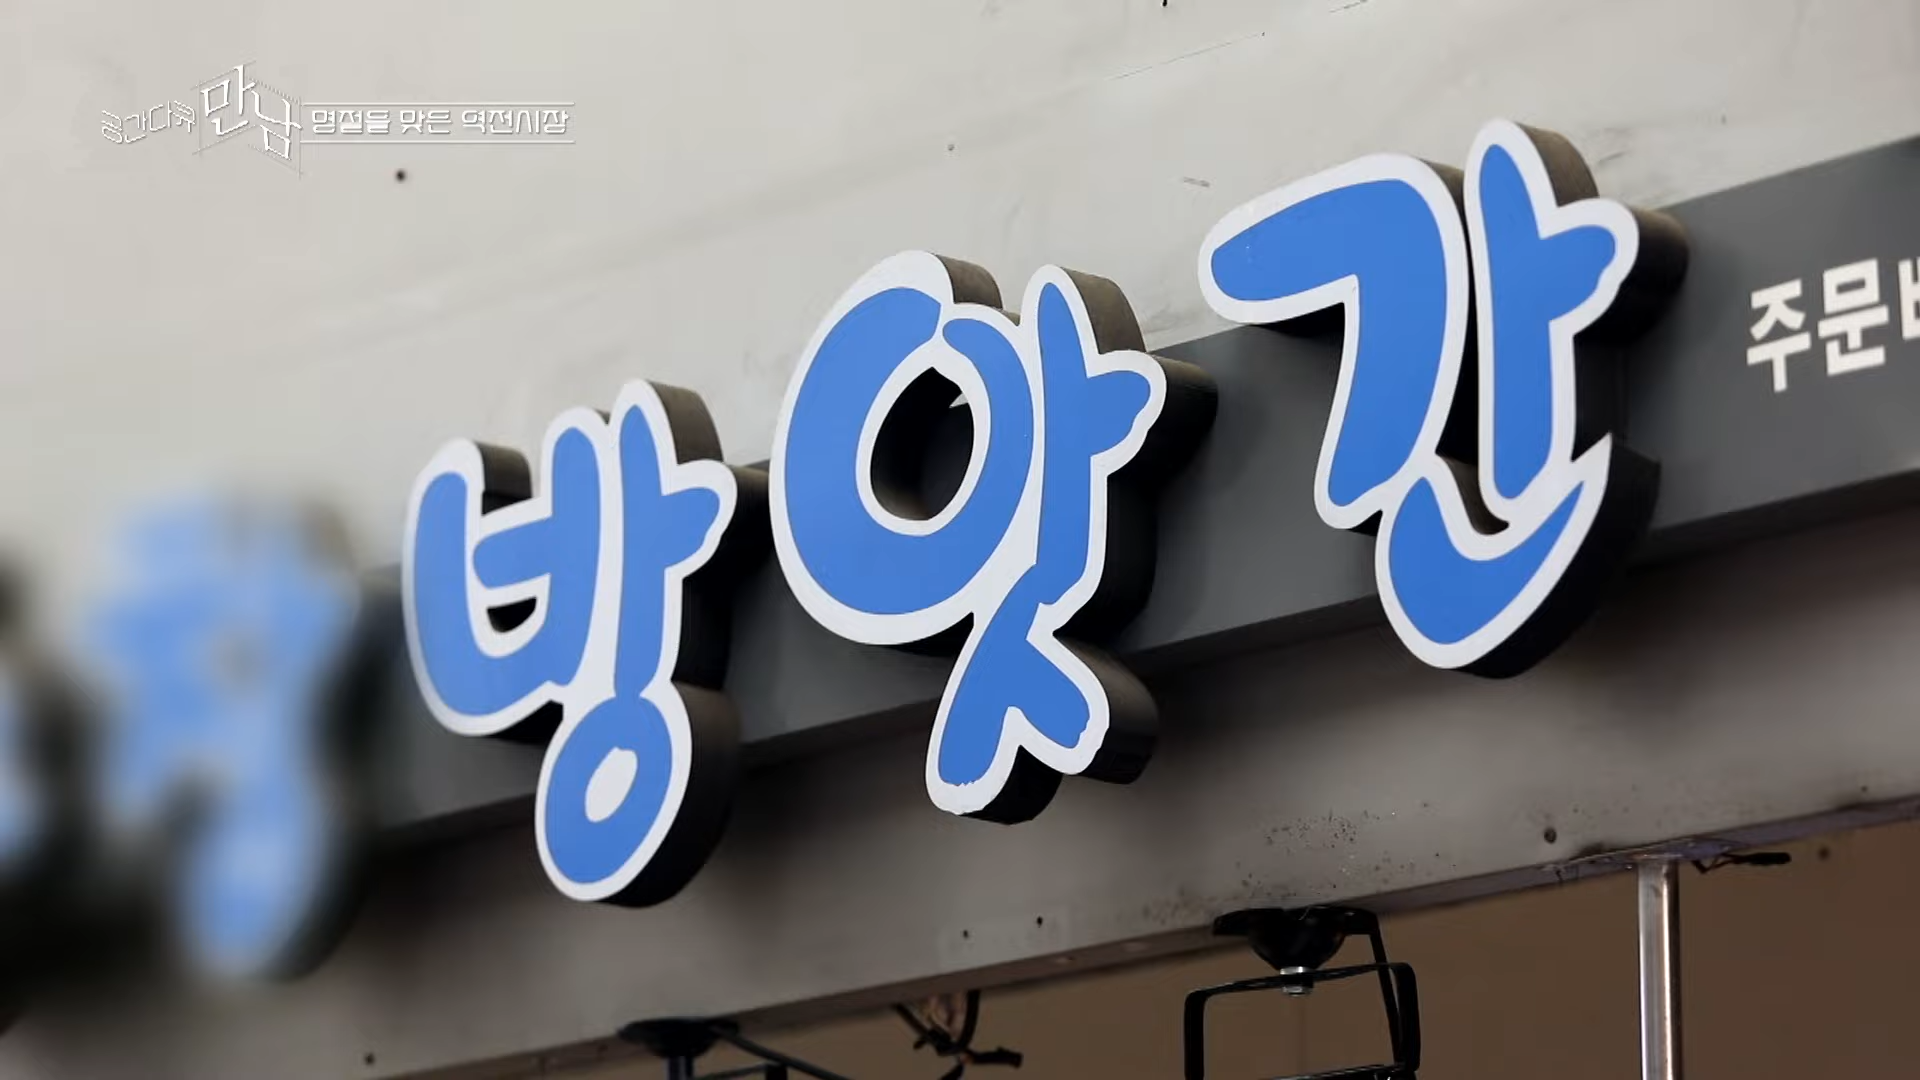 공간다큐 만남 명절을 맞은 역전시장
방앗간
주문